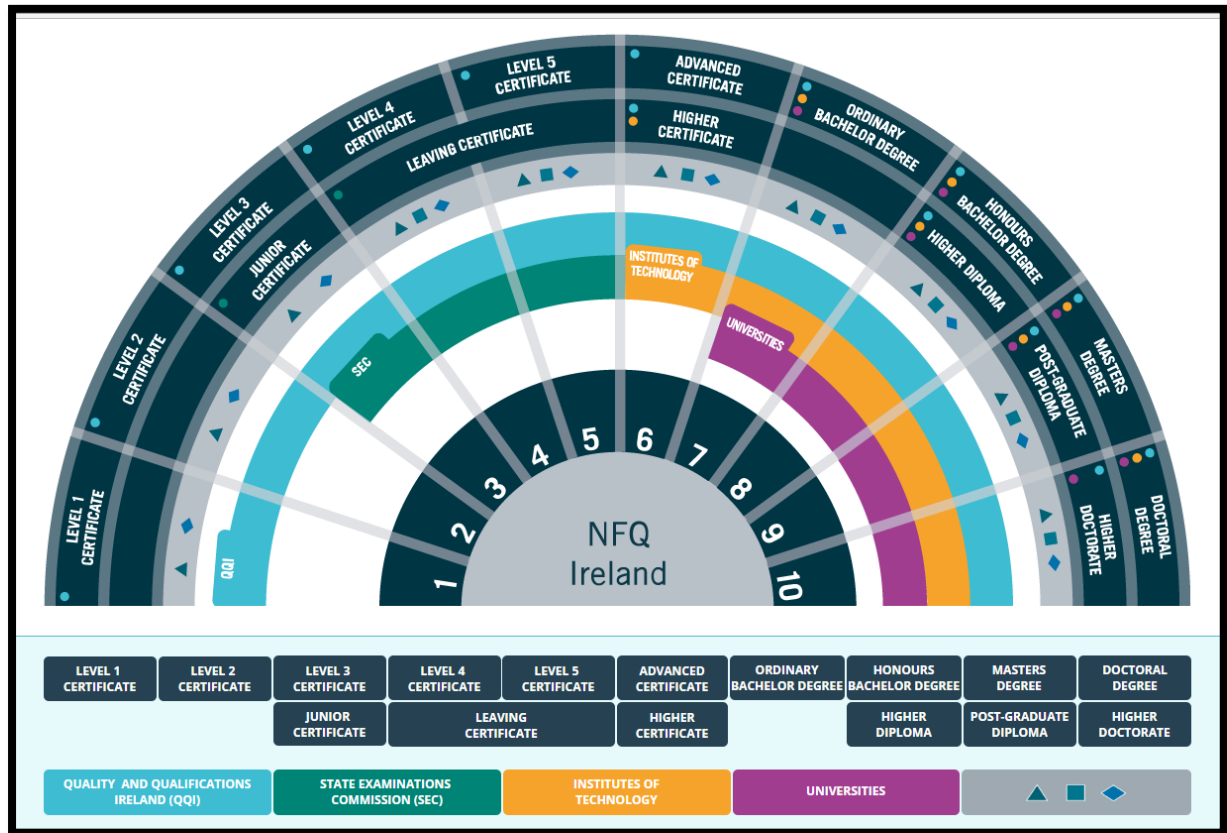 LEVEL 1
CERTIFICATE
LEVEL 2
CERTIFICATE
LEVEL 3
CERTIFICATE
LEVEL 4
CERTIFICATE
LEVEL 5
CERTIFICATE
ADVANCED
CERTIFICATE
ORDINARY
BACHELOR DEGREE
HONOURS
BACHELOR DEGREE
MASTERS
DEGREE
DOCTORAL
DEGREE
JUNIOR
CERTIFICATE
LEAVING CERTIFICATE
HIGHER
CERTIFICATE
HIGHER DIPLOMA
POST-GRADUATE
DIPLOMA
HIGHER
DOCTORATE
QQI
SEC
INSTITUTES OF
TECHNOLOGY
UNIVERSITIES
1
2
3
4
5
6
7
8
9
10
NFQ
Ireland
LEVEL 1
CERTIFICATE
LEVEL 2
CERTIFICATE
LEVEL 3
CERTIFICATE
LEVEL 4
CERTIFICATE
LEVEL 5
CERTIFICATE
ADVANCED
CERTIFICATE
ORDINARY
BACHELOR DEGREE
HONOURS
BACHELOR DEGREE
MASTERS
DEGREE
DOCTORAL
DEGREE
JUNIOR
CERTIFICATE
LEAVING
CERTIFICATE
HIGHER
CERTIFICATE
HIGHER
DIPLOMA
POST-GRADUATE
DIPLOMA
HIGHER
DOCTORATE
QUALITY AND QUALIFICATIONS
IRELAND (QQI)
STATE EXAMINATIONS
COMMISSION (SEC)
INSTITUTES OF
TECHNOLOGY
UNIVERSITIES